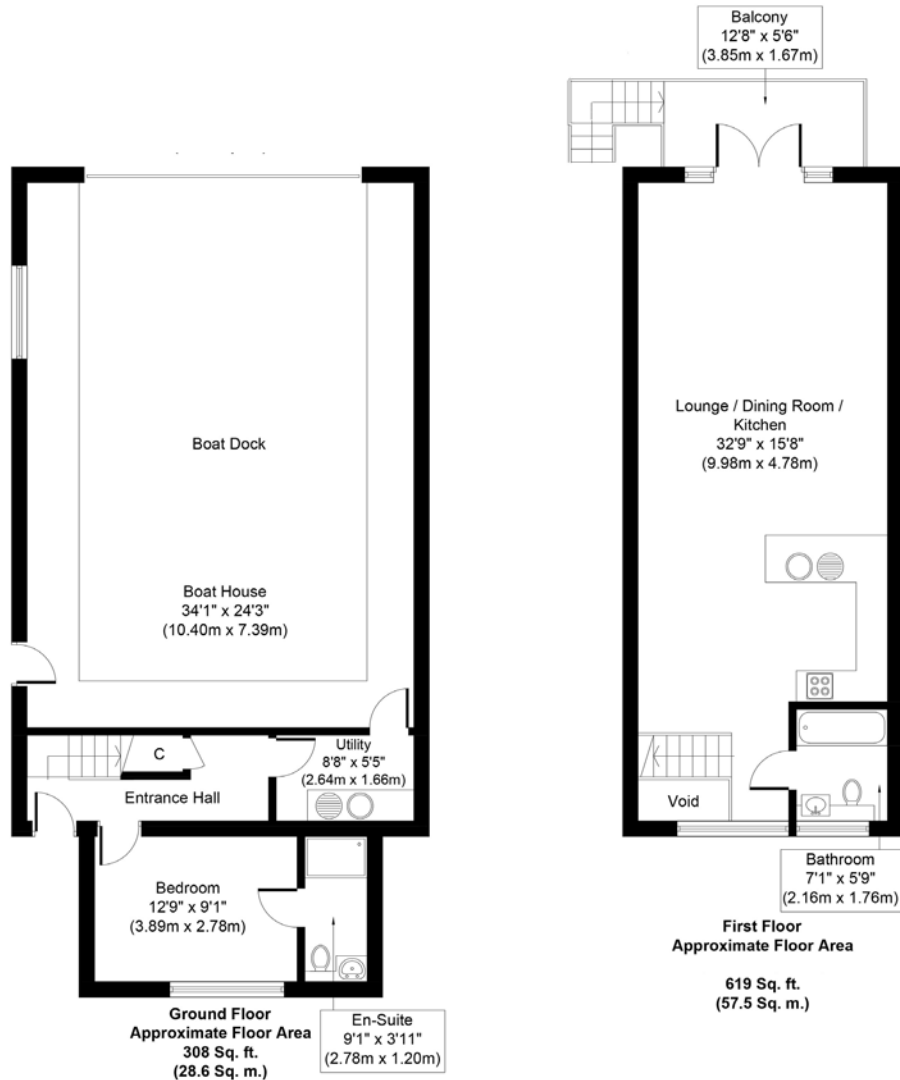 Balcony
12'8" x 5'6"
(3.85m x 1.67m)
Boat Dock
Boat House
34'1" x 24'3"
(10.40m x 7.39m)
Lounge / Dining Room /
Kitchen
32'9" x 15'8"
(9.98m x 4.78m)
C
Utility
8'8" x 5'5"
(2.64m x 1.66m)
Entrance Hall
Void
Bedroom
12'9" x 9'1"
(3.89m x 2.78m)
Bathroom
7'1" x 5'9"
(2.16m x 1.76m)
Ground Floor
Approximate Floor Area
308 Sq. ft.
(28.6 Sq. m.)
En-Suite
9'1" x 3'11"
(2.78m x 1.20m)
First Floor
Approximate Floor Area
619 Sq. ft.
(57.5 Sq. m.)